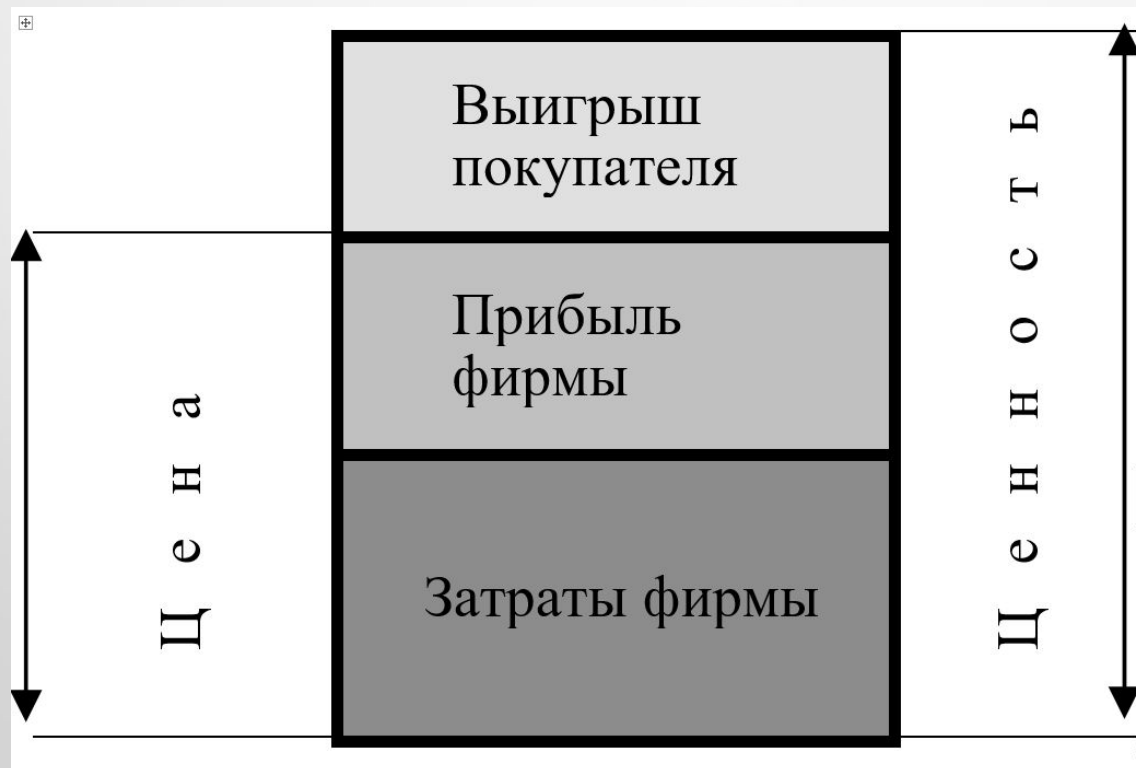 Выигрыш
покупателя
Прибыль
фирмы
Затраты фирмы
Цена
Ценность